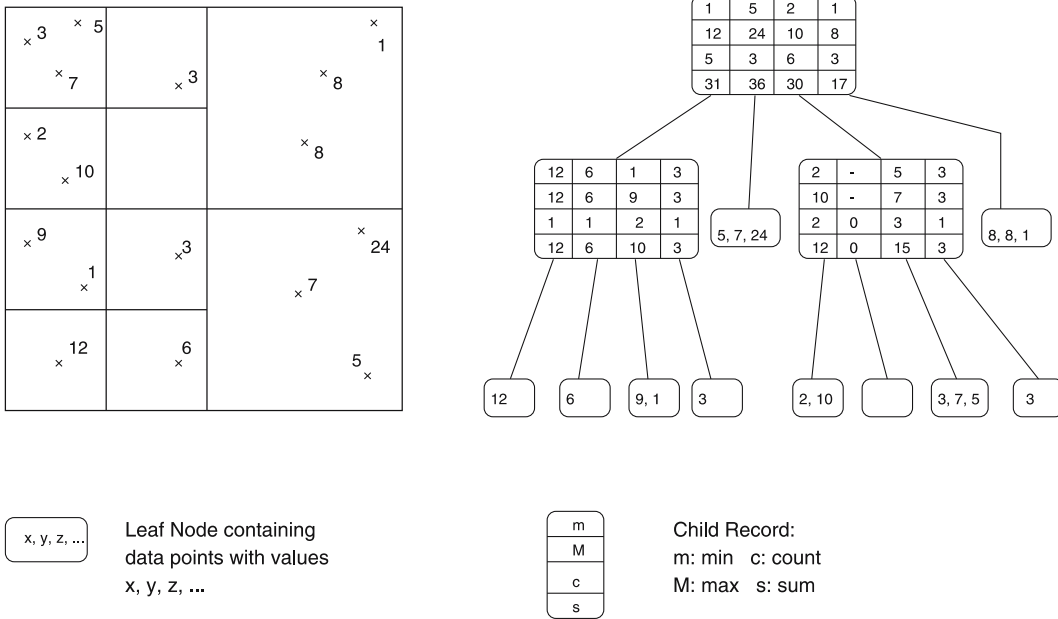 3
5
7
3
1
8
8
2
10
9
1
3
12
6
24
7
5
1 5 2 1
12 24 10 8
5 3 6 3
31 36 30 17
12 6 1 3
12 6 9 3
1 1 2 1
12 6 10 3
5, 7, 24
2 - 5 3
10 - 7 3
2 0 3 1
12 0 15 3
8, 8, 1
12
6
9, 1
3
2, 10
3, 7, 5
3
x, y, z, ...
Leaf Node containing
data points with values
x, y, z, ...
m
M
c
s
Child Record:
m: min c: count
M: max s: sum